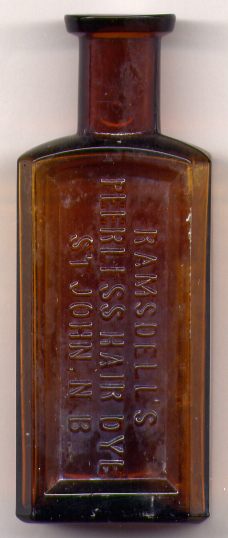 RAMSDELL'S
PEERLESS HAIR DYE
ST JOHN. N B